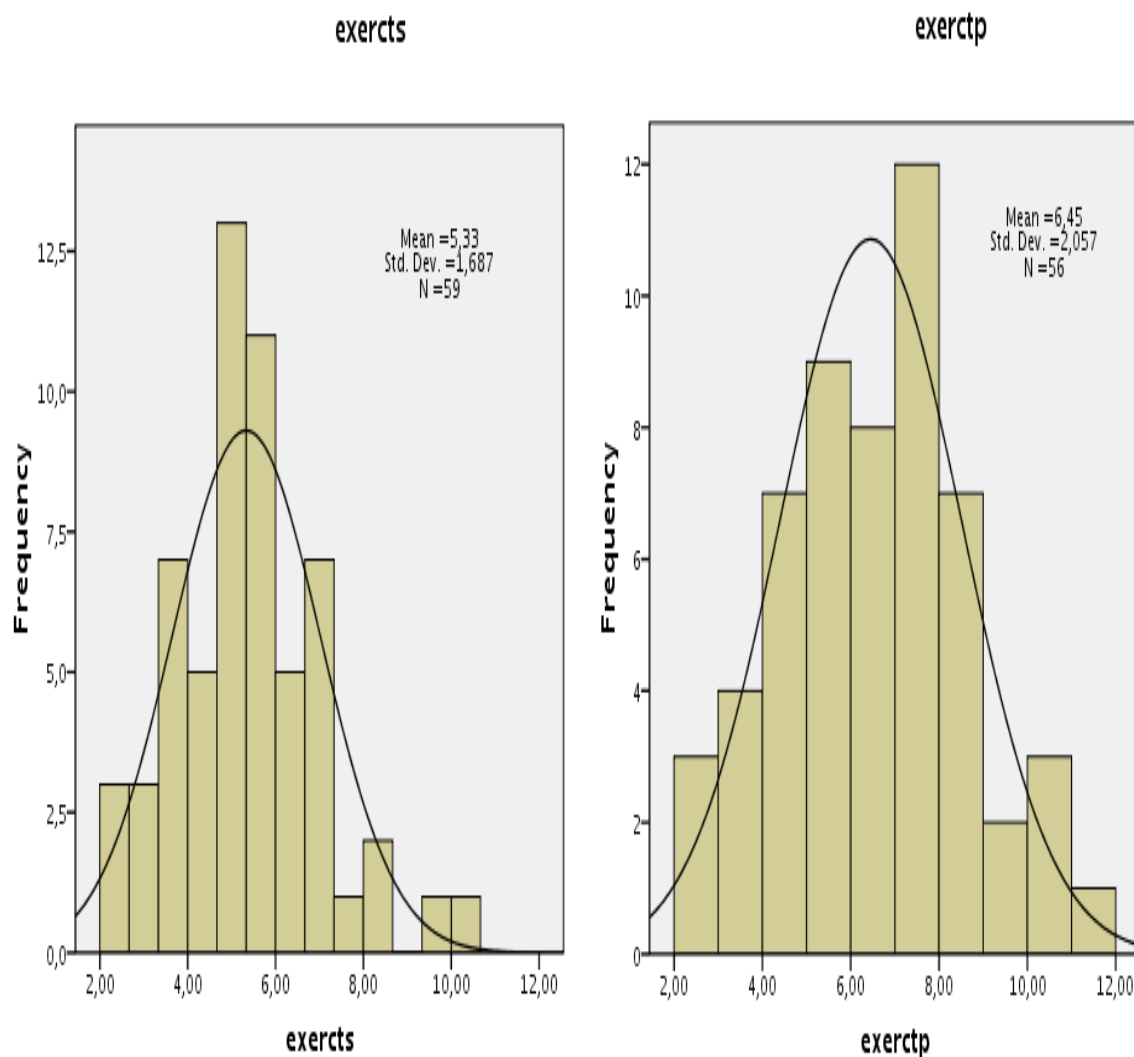 exercts
Frequency
12,5
10,0
7,5
5,0
2,5
0,0
Mean =5,33
Std. Dev. =1,687
N =59
2,00 4,00 6,00 8,00 10,00 12,00
exercts
exerctp
Frequency
12
10
8
6
4
2
0
Mean =6,45
Std. Dev. =2,057
N =56
2,00 4,00 6,00 8,00 10,00 12,00
exerctp